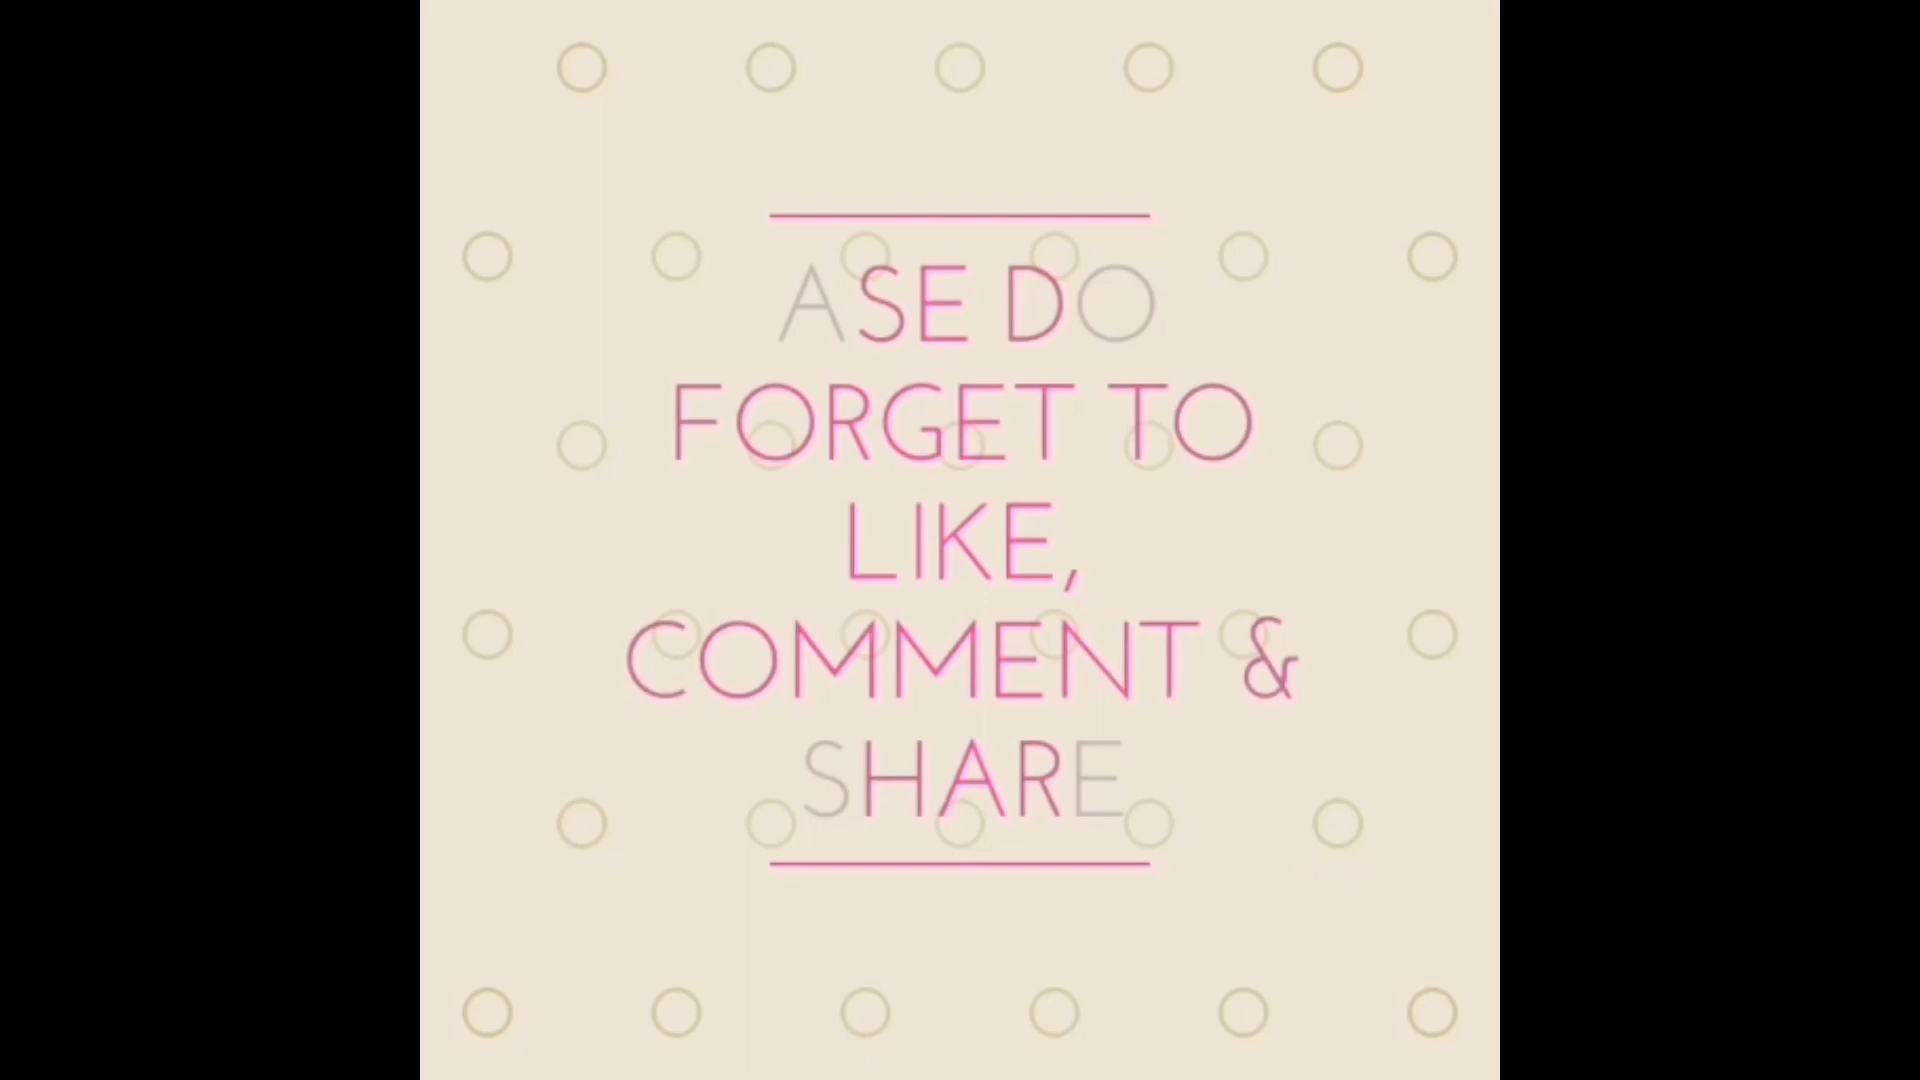 ASE DO
FORGET TO
LIKE,
COMMENT &
SHARE